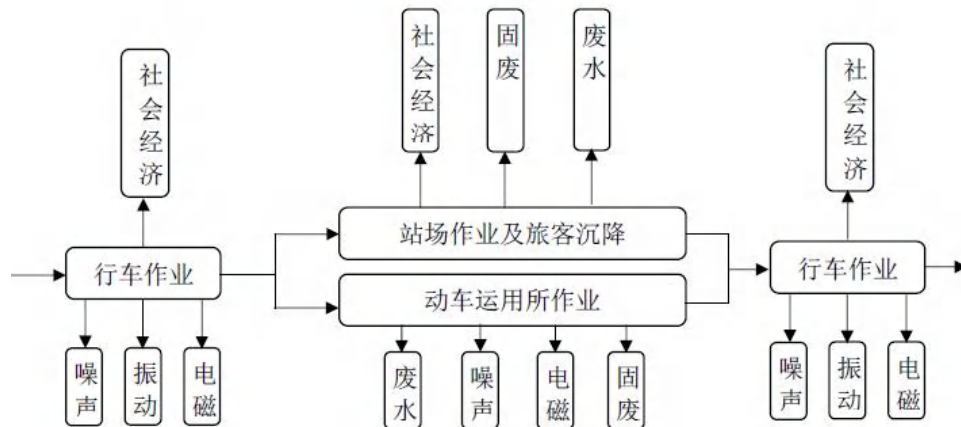 社会经济
社会经济
固废
废水
社会经济
站场作业及旅客沉降
行车作业
行车作业
动车运用所作业
噪声
振动
电磁
废水
噪声
电磁
固废
噪声
振动
电磁